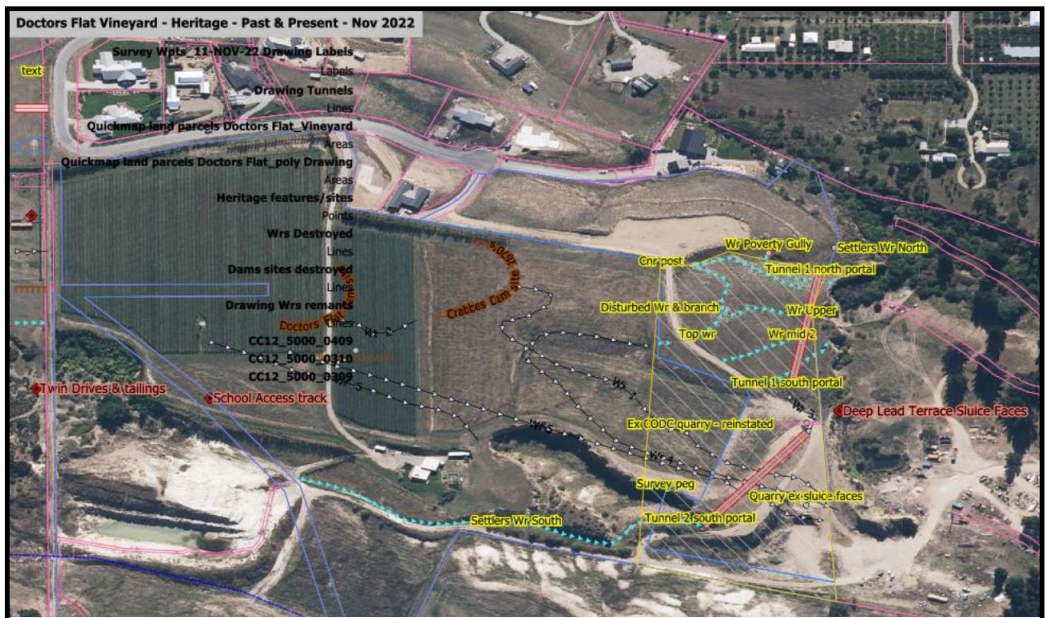 Doctors Flat Vineyard - Heritage - Past & Present - Nov 2022
Survey Wpts_11-NOV-22 Drawing Labels
text
Labels
Drawing Tunnels
Lines
Quickmap land parcels Doctors Flat_Vineyard
Areas
Quickmap land parcels Doctors Flat_poly Drawing
Areas
Heritage features/sites
Points
Wrs Destroyed
Lines
Dams sites destroyed
Lines
Drawing Wrs remants
Lines
CC12_5000_0409
CC12_5000_0310
CC12_5000_0309
Doctors Flat
Crabbes Dam site
Wr Poverty Gully
Settlers Wr North
Cnr post
Tunnel 1 north portal
Disturbed Wr & branch
Wr Upper
Top wr
Wr mid 2
Twin Drives & tailings
School Access track
Tunnel 1 south portal
Deep Lead Terrace Sluice Faces
Ex CODC quarry - reinstated
Survey peg
Quarry ex sluice faces
Settlers Wr South
Tunnel 2 south portal